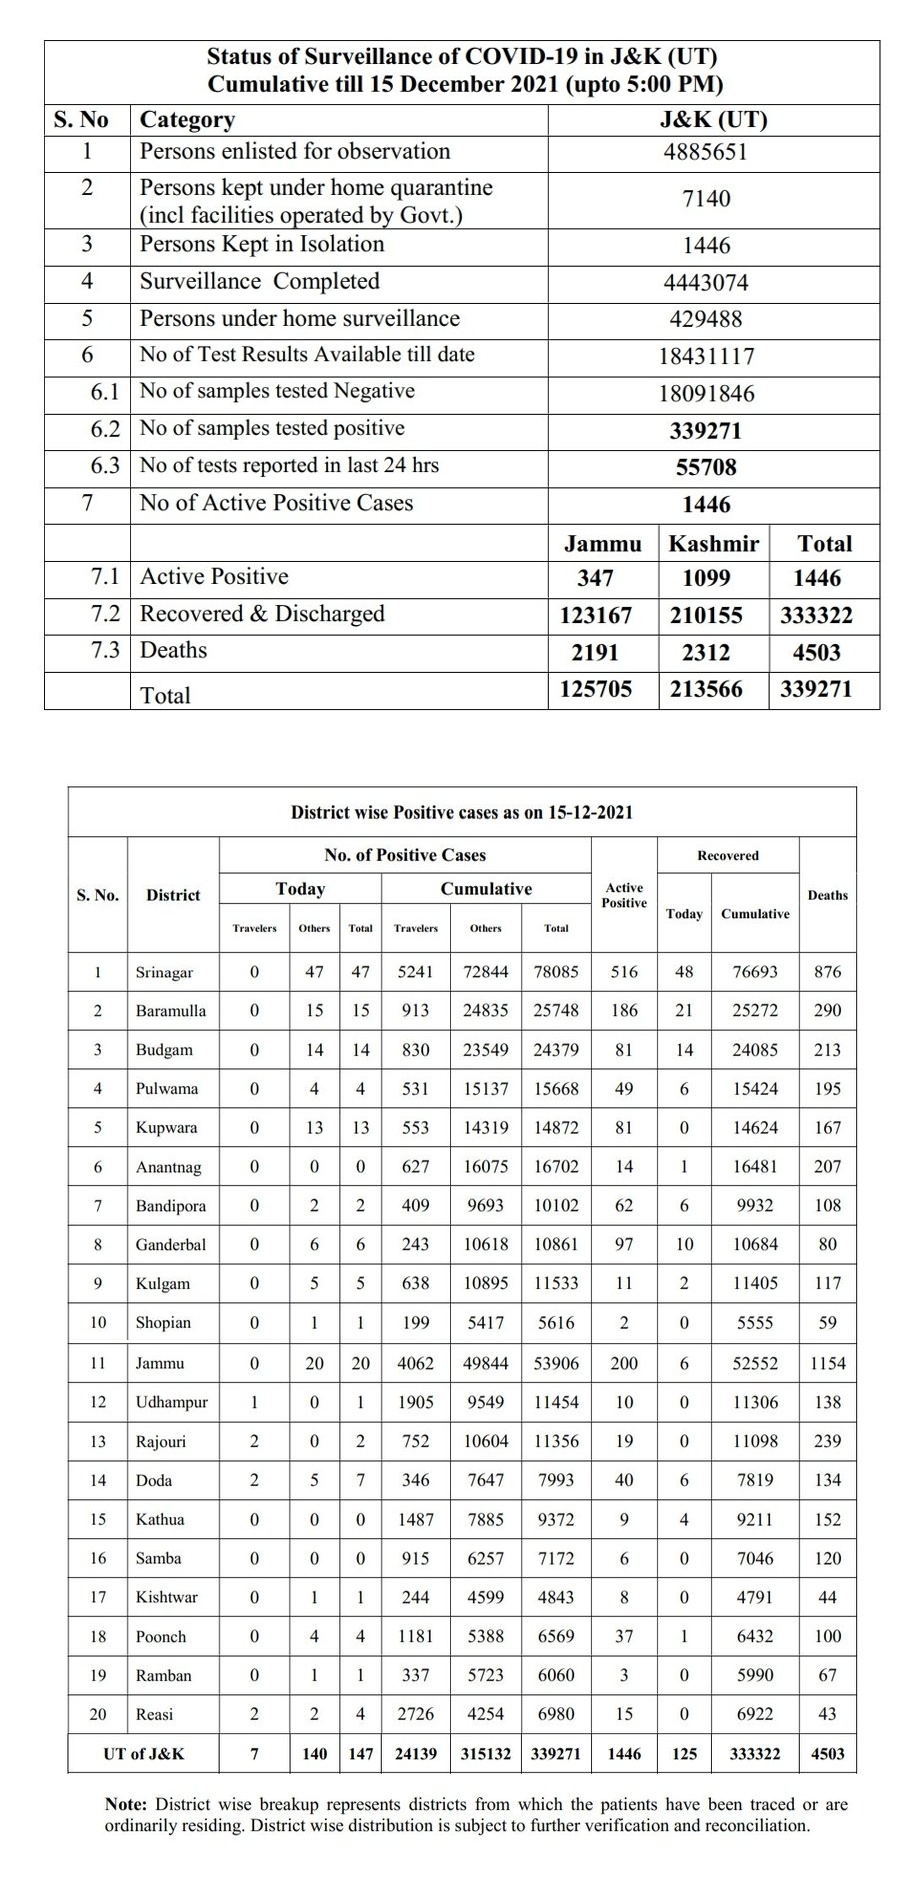 Status of Surveillance of COVID-19 in J&K (UT)
Cumulative till 15 December 2021 (upto 5:00 PM)
S. No Category J&K (UT)
1 Persons enlisted for observation 4885651
2 Persons kept under home quarantine
(incl facilities operated by Govt.) 7140
3 Persons Kept in Isolation 1446
4 Surveillance Completed 4443074
5 Persons under home surveillance 429488
6 No of Test Results Available till date 18431117
6.1 No of samples tested Negative 18091846
6.2 No of samples tested positive 339271
6.3 No of tests reported in last 24 hrs 55708
7 No of Active Positive Cases 1446
Jammu Kashmir Total
7.1 Active Positive 347 1099 1446
7.2 Recovered & Discharged 123167 210155 333322
7.3 Deaths 2191 2312 4503
Total 125705 213566 339271
District wise Positive cases as on 15-12-2021
S. No. District No. of Positive Cases Active Positive Recovered Deaths
Today Cumulative Today Cumulative
Travelers Others Total Travelers Others Total
1 Srinagar 0 47 47 5241 72844 78085 516 48 76693 876
2 Baramulla 0 15 15 913 24835 25748 186 21 25272 290
3 Budgam 0 14 14 830 23549 24379 81 14 24085 213
4 Pulwama 0 4 4 531 15137 15668 49 6 15424 195
5 Kupwara 0 13 13 553 14319 14872 81 0 14624 167
6 Anantnag 0 0 0 627 16075 16702 14 1 16481 207
7 Bandipora 0 2 2 409 9693 10102 62 6 9932 108
8 Ganderbal 0 6 6 243 10618 10861 97 10 10684 80
9 Kulgam 0 5 5 638 10895 11533 11 2 11405 117
10 Shopian 0 1 1 199 5417 5616 2 0 5555 59
11 Jammu 0 20 20 4062 49844 53906 200 6 52552 1154
12 Udhampur 1 0 1 1905 9549 11454 10 0 11306 138
13 Rajouri 2 0 2 752 10604 11356 19 0 11098 239
14 Doda 2 5 7 346 7647 7993 40 6 7819 134
15 Kathua 0 0 0 1487 7885 9372 9 4 9211 152
16 Samba 0 0 0 915 6257 7172 6 0 7046 120
17 Kishtwar 0 1 1 244 4599 4843 8 0 4791 44
18 Poonch 0 4 4 1181 5388 6569 37 1 6432 100
19 Ramban 0 1 1 337 5723 6060 3 0 5990 67
20 Reasi 2 2 4 2726 4254 6980 15 0 6922 43
UT of J&K 7 140 147 24139 315132 339271 1446 125 333322 4503
Note: District wise breakup represents districts from which the patients have been traced or are
ordinarily residing. District wise distribution is subject to further verification and reconciliation.